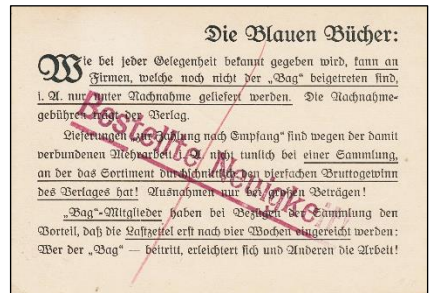 Die Blauen Bücher:
Wie bei jeder Gelegenheit bekannt gegeben wird, kann an
Firmen, welche noch nicht der „Bag“ beigetreten sind,
i. A. nur unter Nachnahme geliefert werden. Die Nachnahme-
gebühren trägt der Verlag.
Lieferungen „zur Zahlung nach Empfang“ sind wegen der damit
verbundenen Mehrarbeit i. A. nicht tunlich bei einer Sammlung,
an der das Sortiment durchschnittlich den vierfachen Bruttogewinn
des Verlages hat! Ausnahmen nur bei großen Beträgen!
„Bag“-Mitglieder haben bei Bezügen der Sammlung den
Vorteil, daß die Lastzettel erst nach vier Wochen eingereicht werden:
Wer der „Bag“ — beitritt, erleichtert sich und Anderen die Arbeit!
Bestellte Neuigkeit